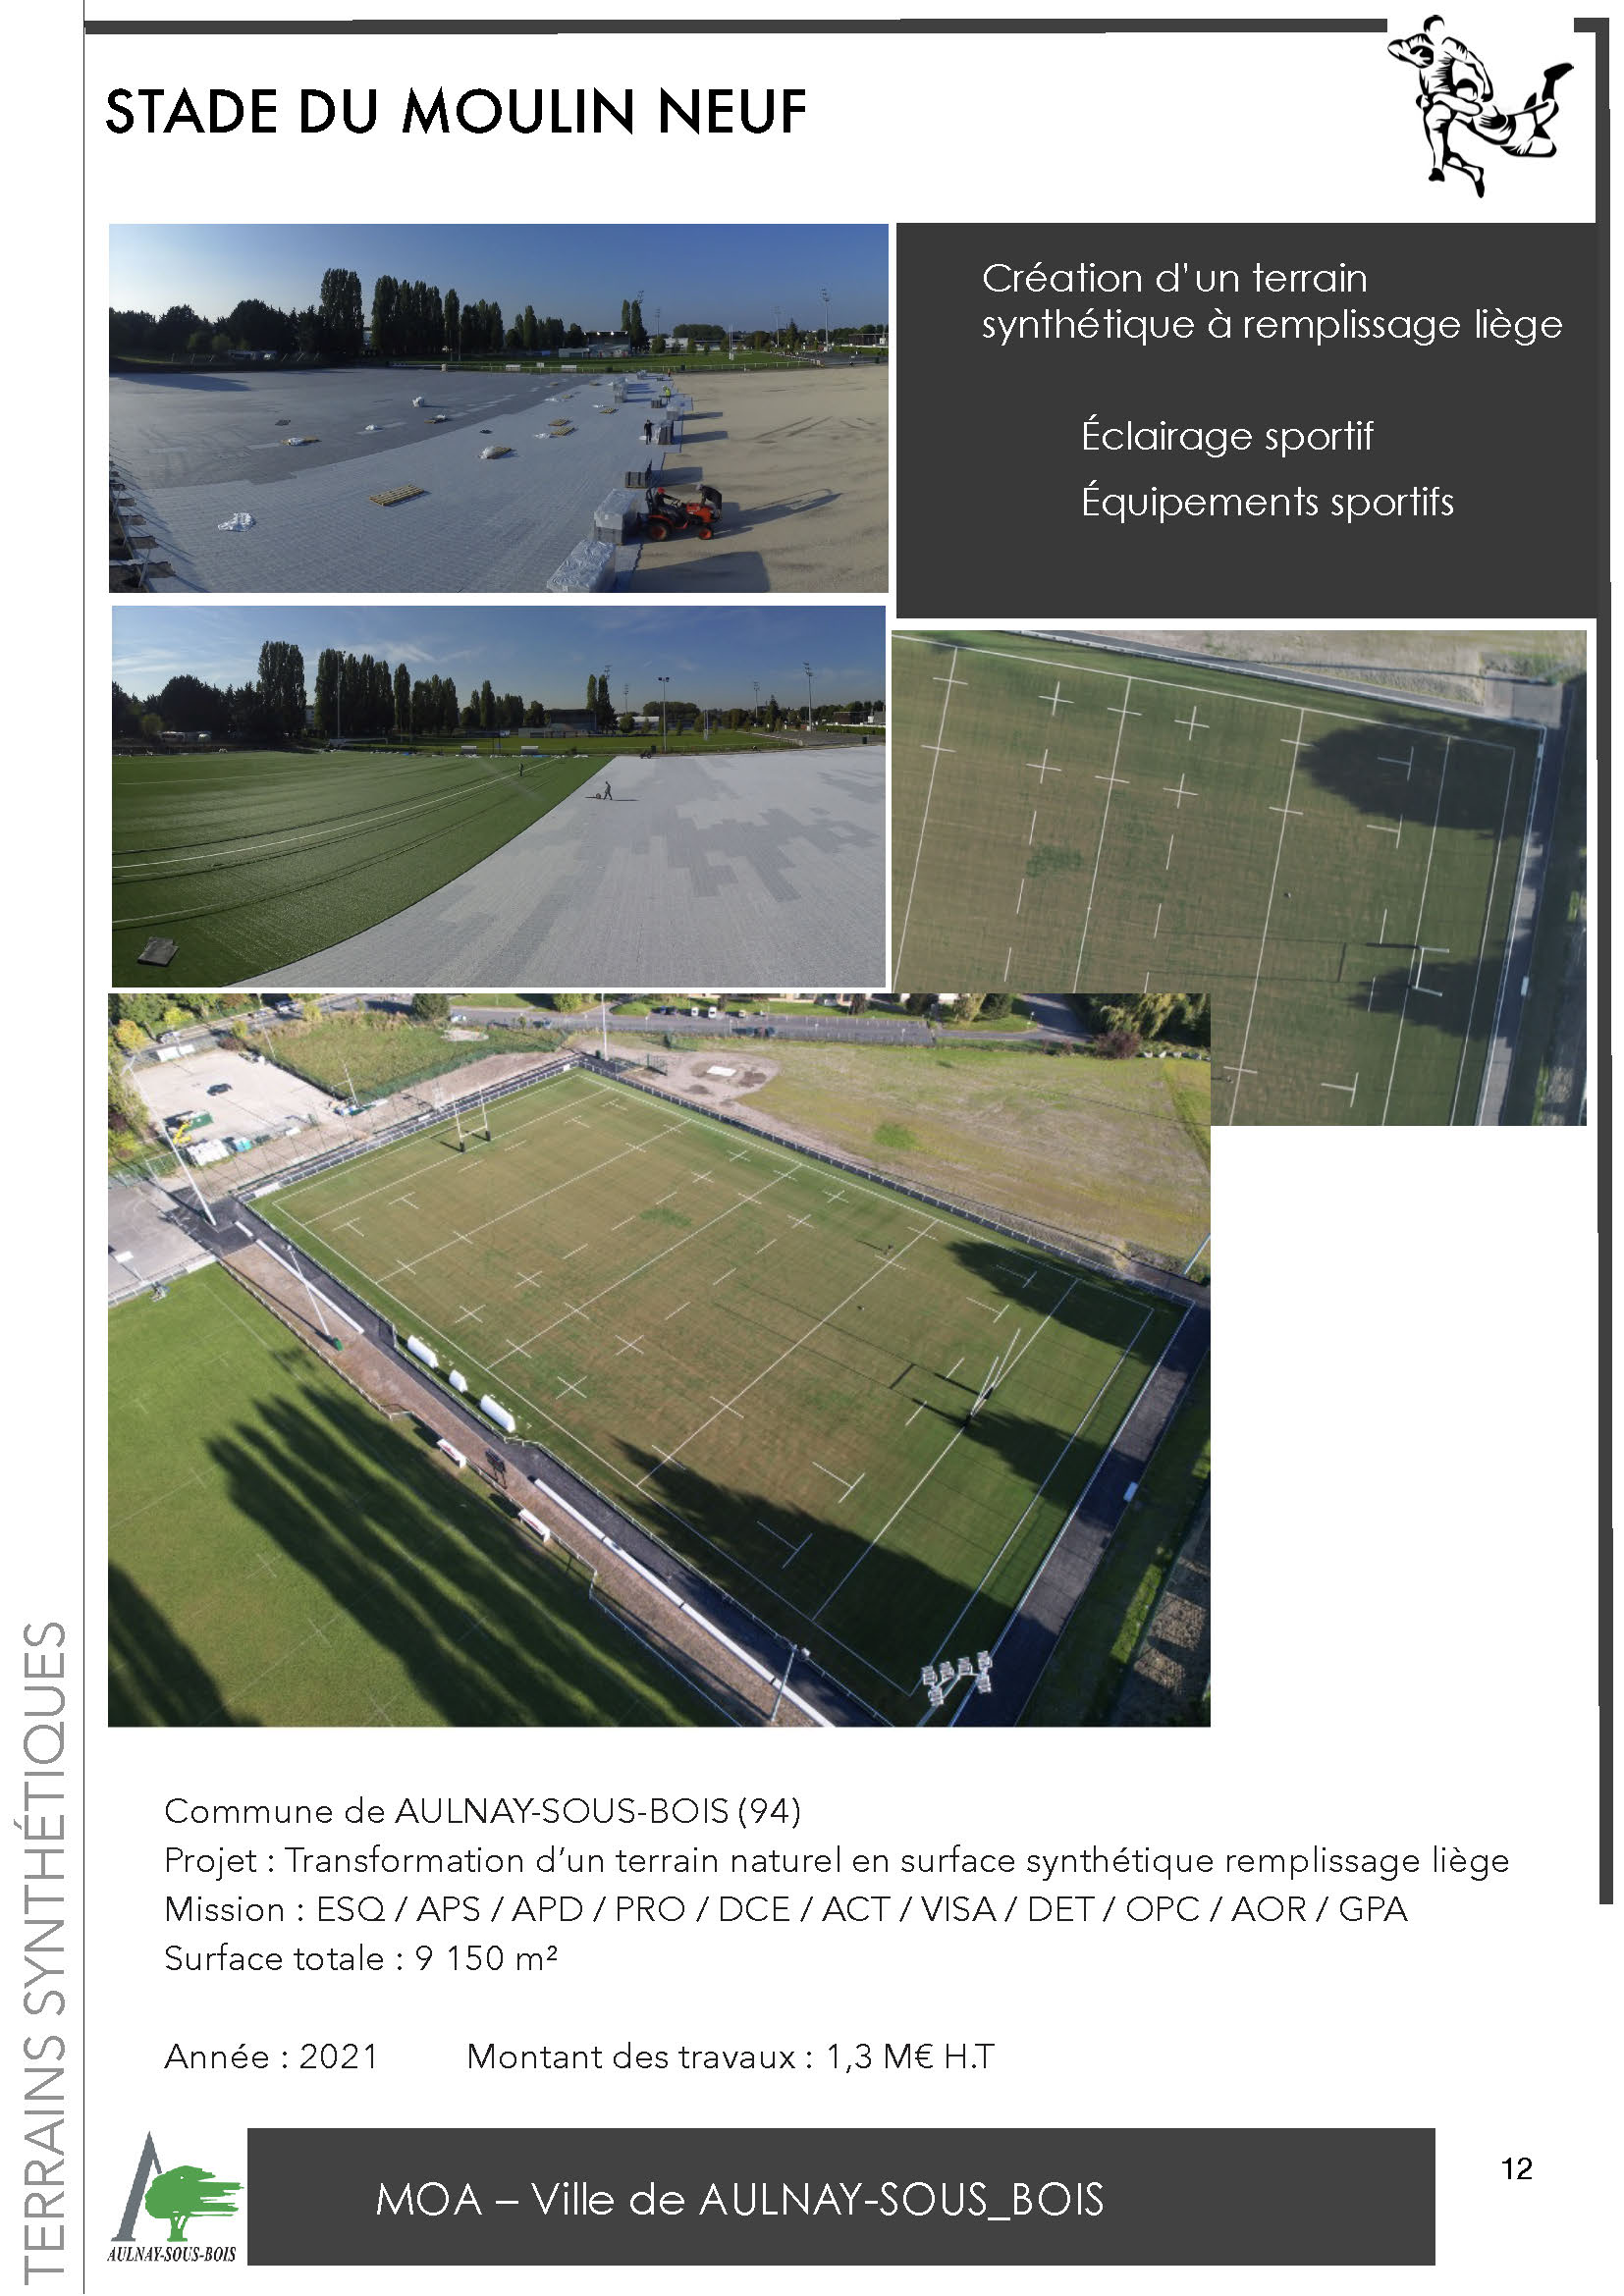 STADE DU MOULIN NEUF
Création d'un terrain
synthétique à remplissage liège
Éclairage sportif
Équipements sportifs
TERRAINS SYNTHÉTIQUES
Commune de AULNAY-SOUS-BOIS (94)
Projet : Transformation d'un terrain naturel en surface synthétique remplissage liège
Mission : ESQ / APS / APD / PRO / DCE / ACT / VISA / DET / OPC / AOR / GPA
Surface totale : 9 150 m²
Année : 2021 Montant des travaux : 1,3 M€ H.T
AULNAY-SOUS-BOIS
MOA – Ville de AULNAY-SOUS_BOIS
12